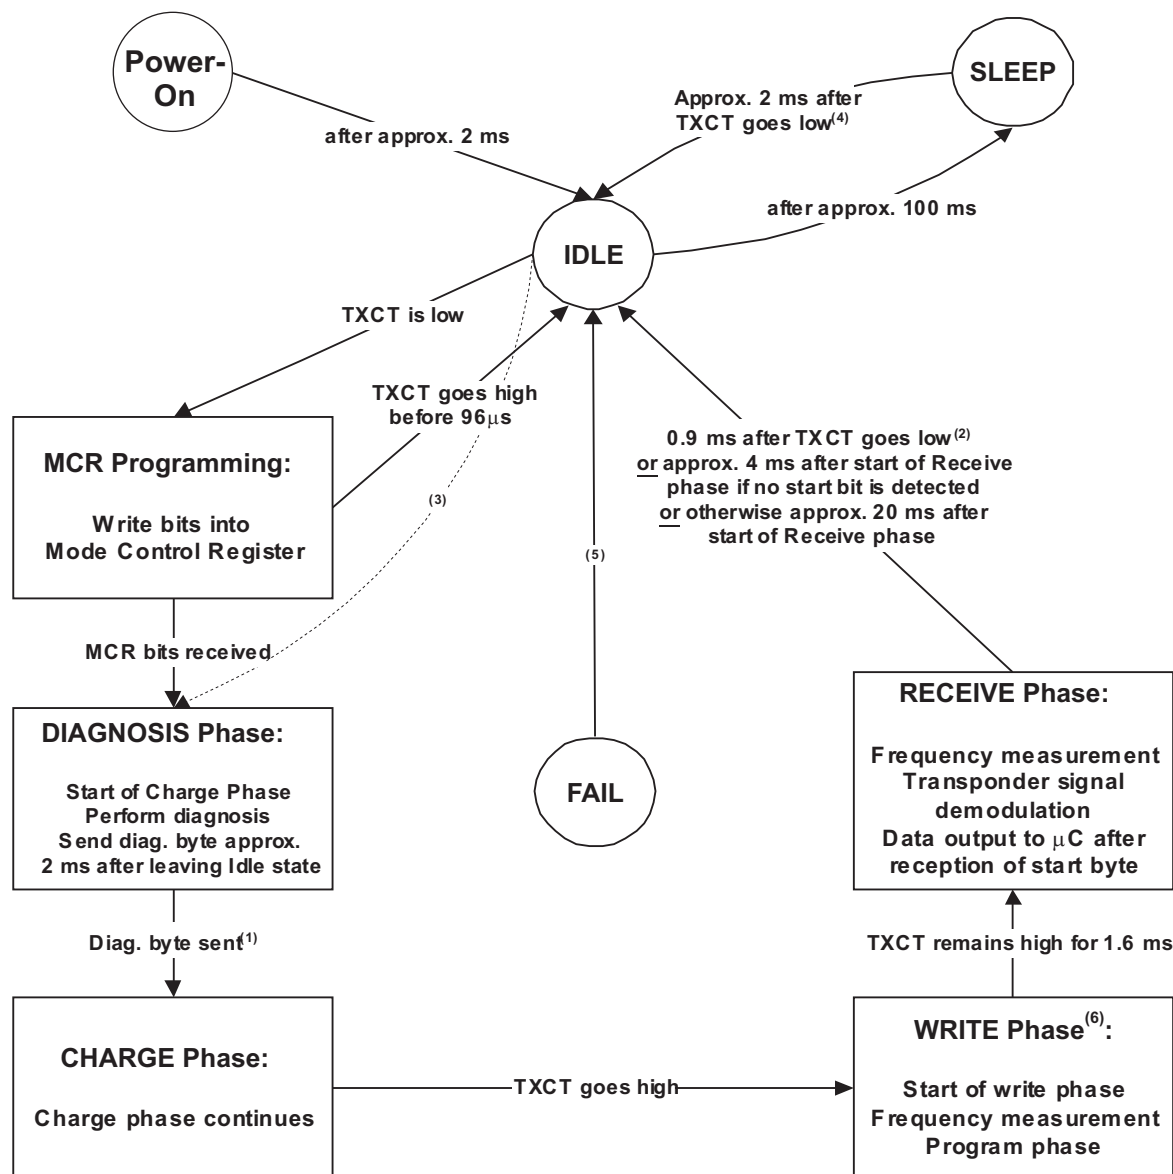 Power-
On
SLEEP
Approx. 2 ms after
TXCT goes low(4)
after approx. 2 ms
after approx. 100 ms
IDLE
TXCT is low
TXCT goes high
before 96μs
MCR Programming:
Write bits into
Mode Control Register
0.9 ms after TXCT goes low(2)
or approx. 4 ms after start of Receive
phase if no start bit is detected
or otherwise approx. 20 ms after
start of Receive phase
(3)
(5)
MCR bits received
DIAGNOSIS Phase:
Start of Charge Phase
Perform diagnosis
Send diag. byte approx.
2 ms after leaving Idle state
FAIL
RECEIVE Phase:
Frequency measurement
Transponder signal
demodulation
Data output to μC after
reception of start byte
Diag. byte sent(1)
TXCT remains high for 1.6 ms
CHARGE Phase:
Charge phase continues
TXCT goes high
WRITE Phase(6):
Start of write phase
Frequency measurement
Program phase